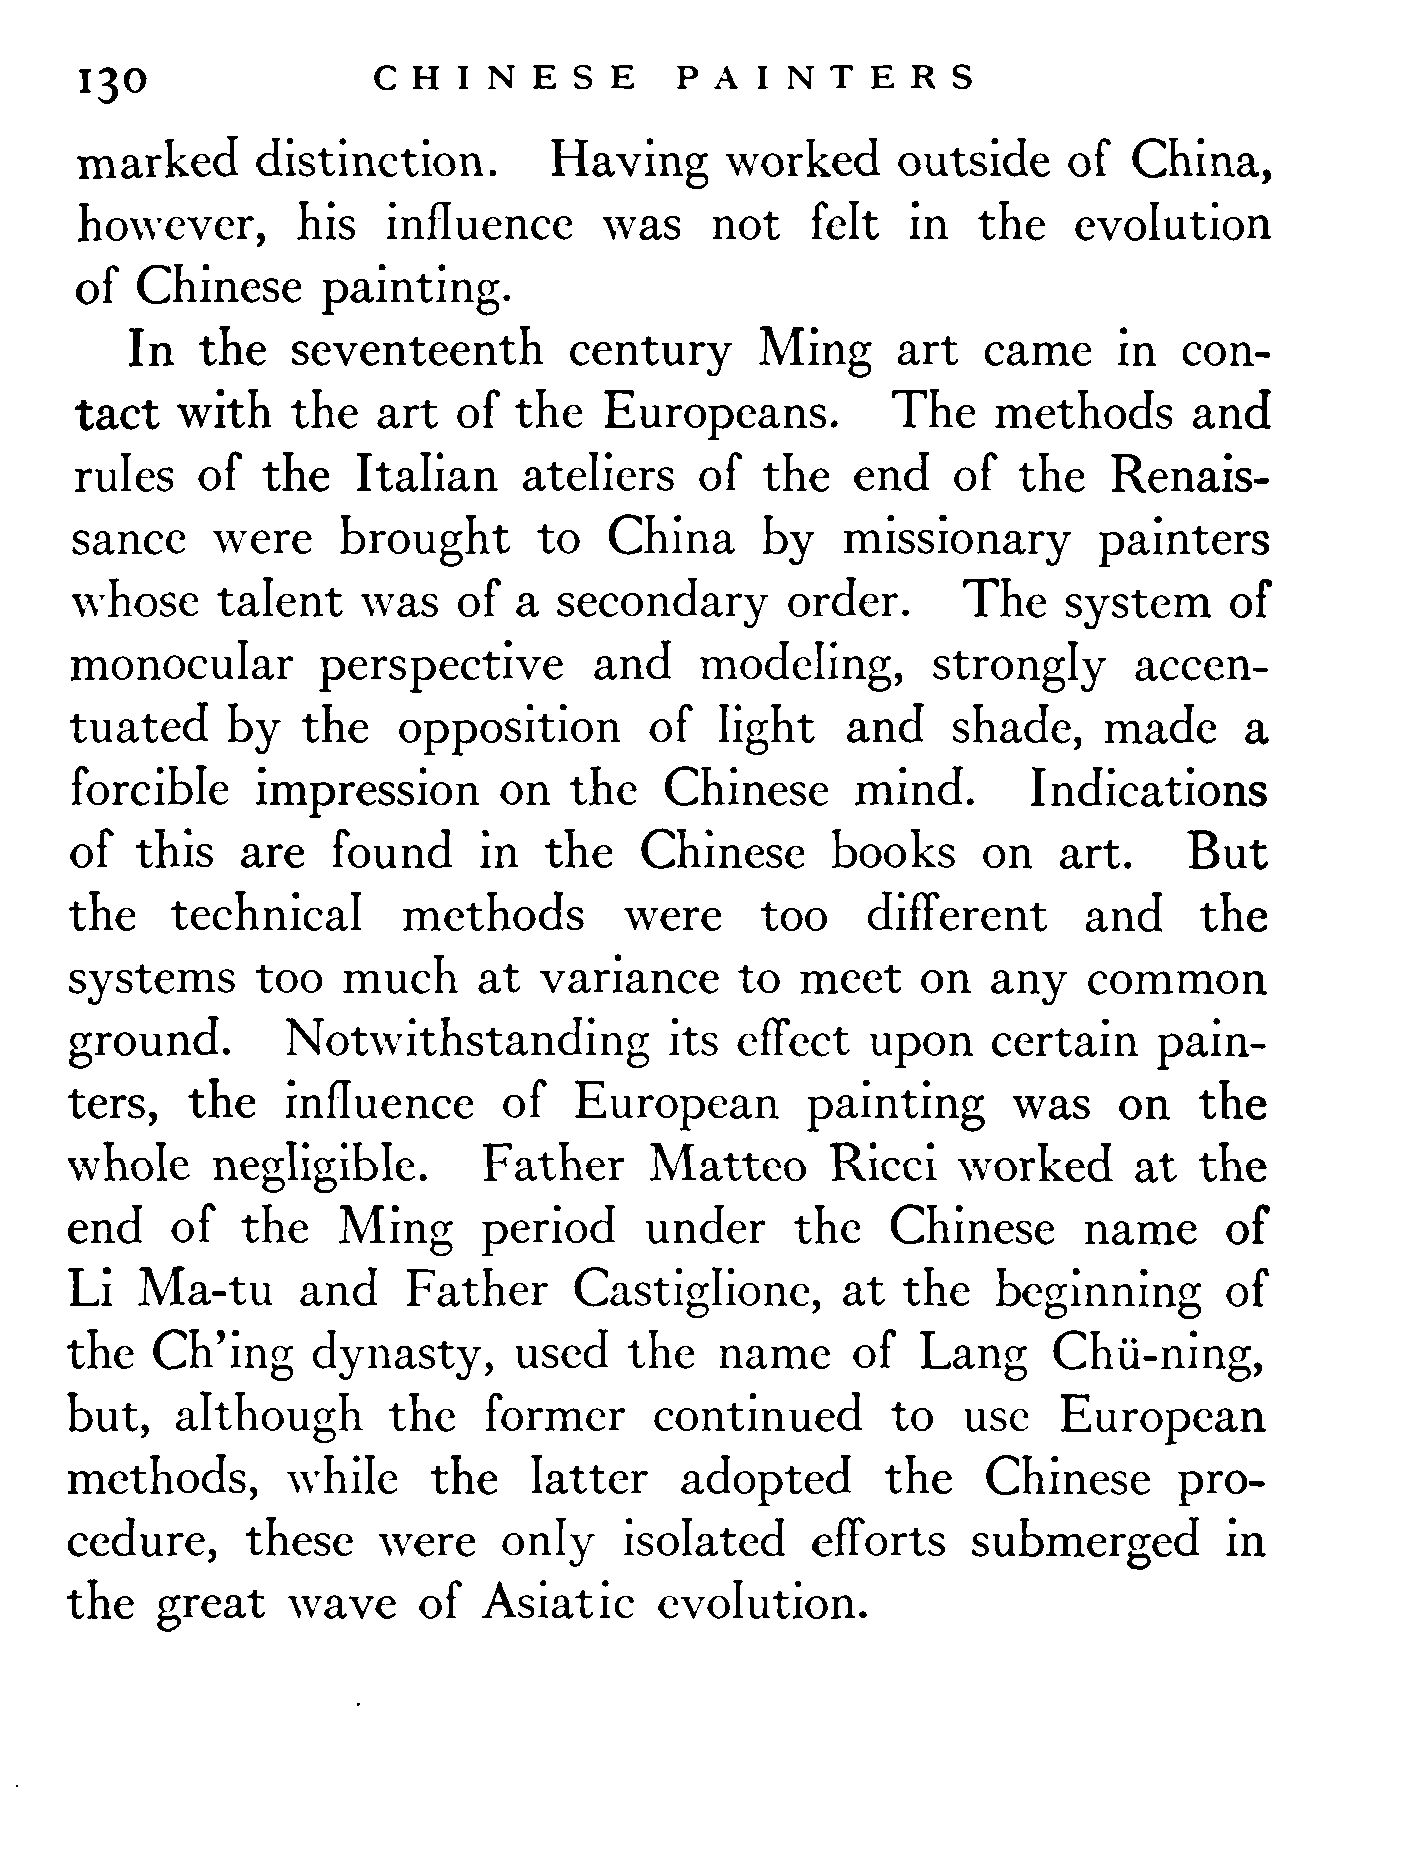 130 CHINESE PAINTERS
marked distinction. Having worked outside of China,
however, his influence was not felt in the evolution
of Chinese painting.
In the seventeenth century Ming art came in con-
tact with the art of the Europeans. The methods and
rules of the Italian ateliers of the end of the Renais-
sance were brought to China by missionary painters
whose talent was of a secondary order. The system of
monocular perspective and modeling, strongly accen-
tuated by the opposition of light and shade, made a
forcible impression on the Chinese mind. Indications
of this are found in the Chinese books on art. But
the technical methods were too different and the
systems too much at variance to meet on any common
ground. Notwithstanding its effect upon certain pain-
ters, the influence of European painting was on the
whole negligible. Father Matteo Ricci worked at the
end of the Ming period under the Chinese name of
Li Ma-tu and Father Castiglione, at the beginning of
the Ch'ing dynasty, used the name of Lang Chü-ning,
but, although the former continued to use European
methods, while the latter adopted the Chinese pro-
cedure, these were only isolated efforts submerged in
the great wave of Asiatic evolution.